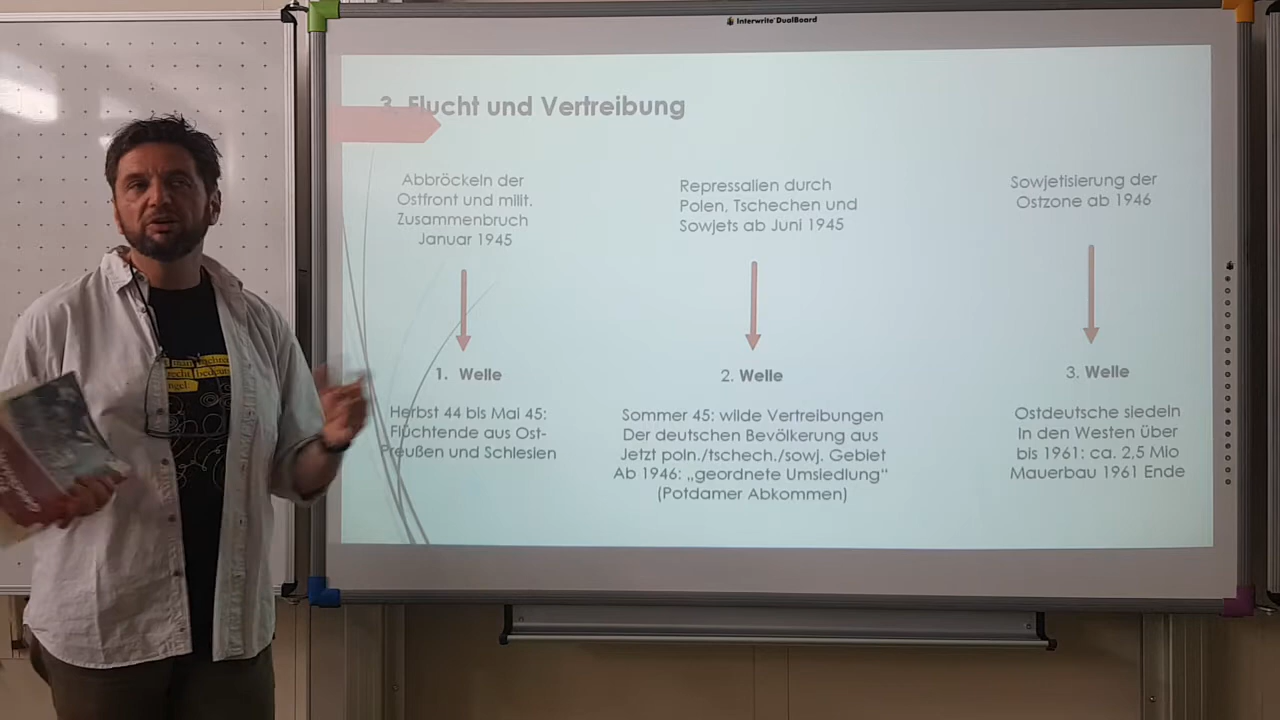 Interwrite DualBoard
3. Flucht und Vertreibung
Abbröckeln der
Ostfront und milit.
Zusammenbruch
Januar 1945
Repressalien durch
Polen, Tschechen und
Sowjets ab Juni 1945
Sowjetisierung der
Ostzone ab 1946
1. Welle
2. Welle
3. Welle
Herbst 44 bis Mai 45:
Flüchtende aus Ost-
Preußen und Schlesien
Sommer 45: wilde Vertreibungen
Der deutschen Bevölkerung aus
Jetzt poln./tschech./sowj. Gebiet
Ab 1946: „geordnete Umsiedlung“
(Potdamer Abkommen)
Ostdeutsche siedeln
In den Westen über
bis 1961: ca. 2,5 Mio
Mauerbau 1961 Ende